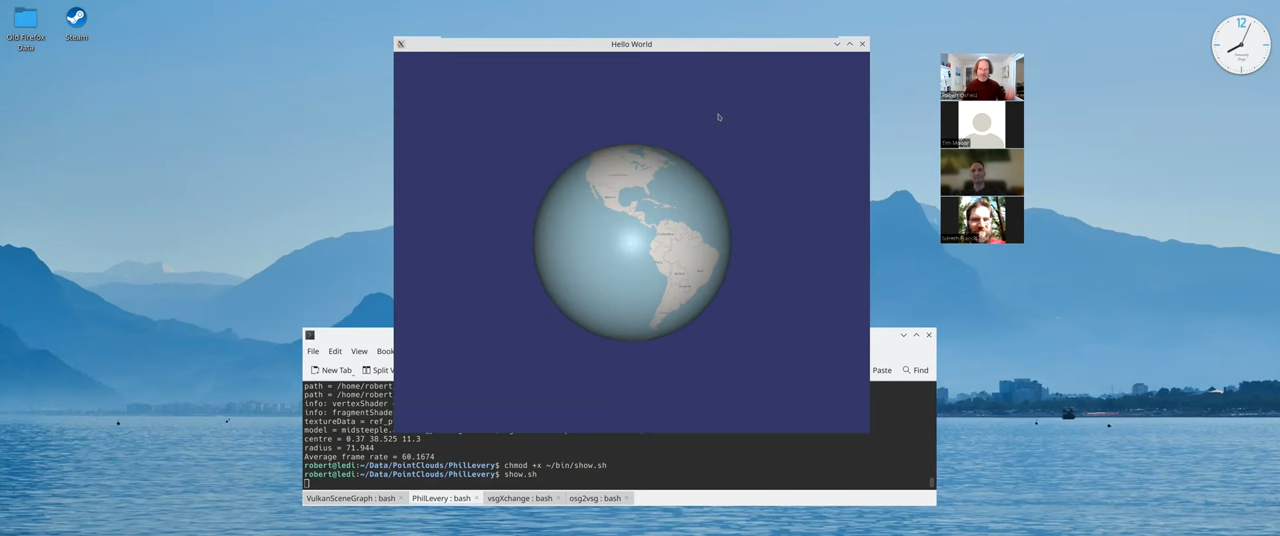 Old Firefox
Data
Steam
Hello World
12
File Edit View Book
New Tab Split V
Paste Find
path = /home/robert
path = /home/robert
info: vertexShader
info: fragmentShade
textureData = ref_p
model = midsteeple.
centre = 0.37 38.525 11.3
radius = 71.944
Average frame rate = 60.1674
robert@ledi:~/Data/PointClouds/PhilLevery$ chmod +x ~/bin/show.sh
robert@ledi:~/Data/PointClouds/PhilLevery$ show.sh
VulkanSceneGraph : bash PhilLevery : bash vsgXchange : bash osg2vsg : bash